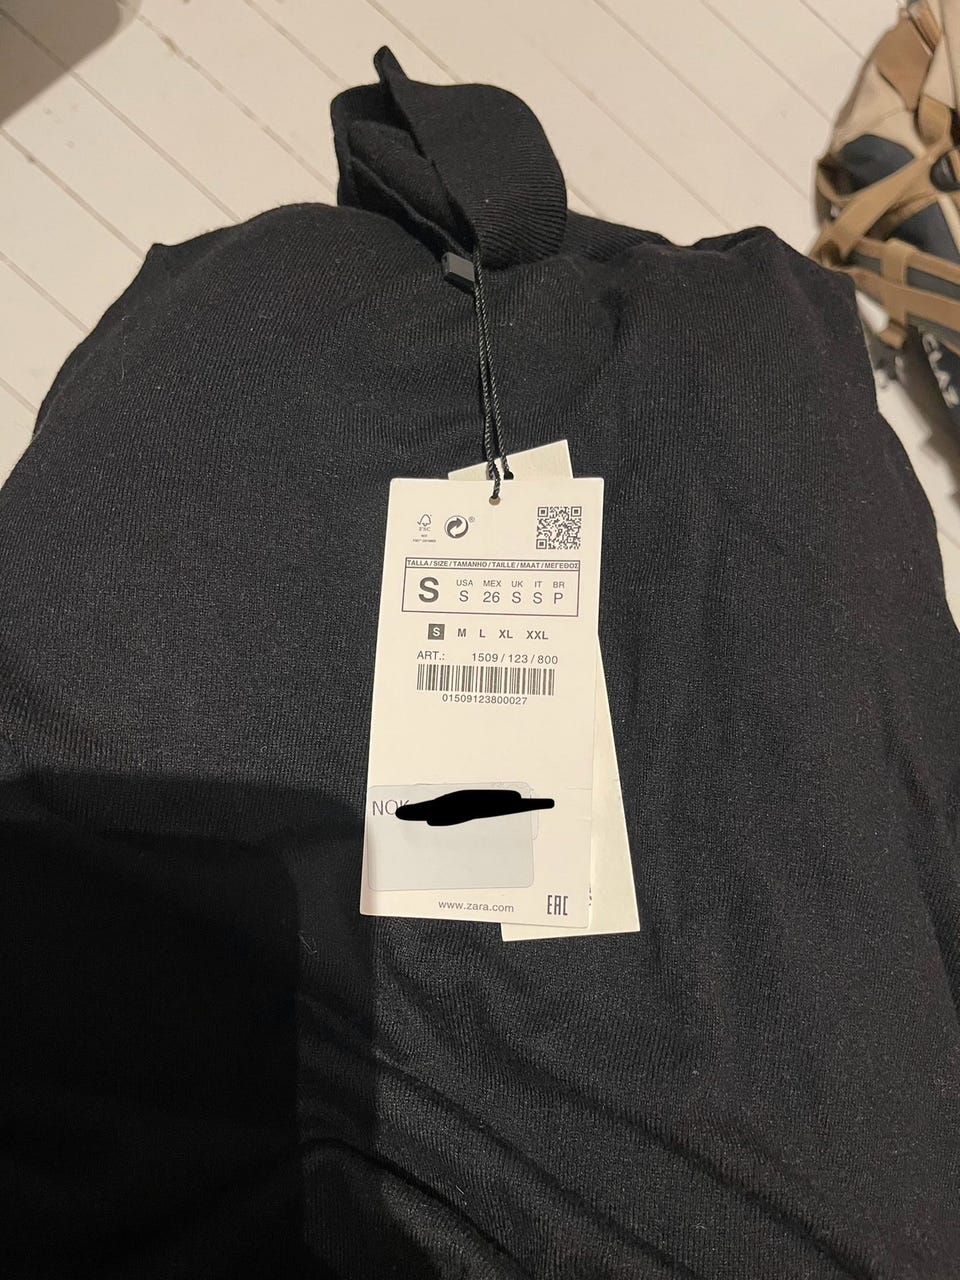 FSC
®
TALLA / SIZE / TAMANHO / TAILLE / MAAT / ΜΕΓΕΘΟΣ
S USA MEX UK IT BR
S 26 S S P
S M L XL XXL
ART.: 1509 / 123 / 800
01509123800027
NOK
www.zara.com EAC